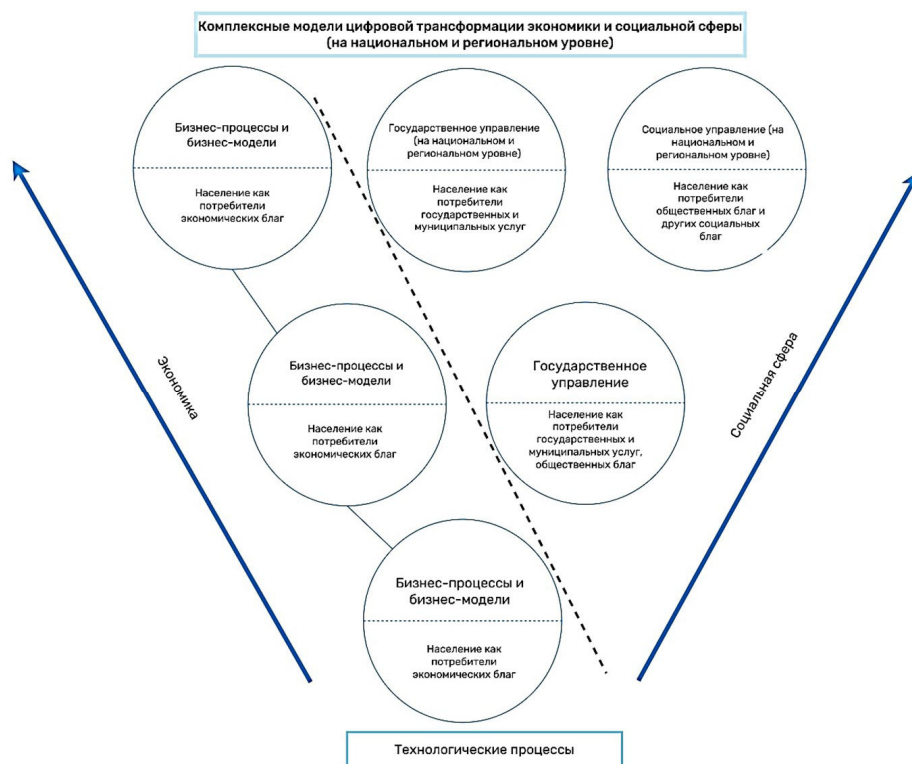 Комплексные модели цифровой трансформации экономики и социальной сферы
(на национальном и региональном уровне)
Бизнес-процессы и
бизнес-модели
Население как
потребители
экономических благ
Государственное управление
(на национальном и
региональном уровне)
Население как
потребители
государственных и
муниципальных услуг
Социальное управление (на
национальном и
региональном уровне)
Население как
потребители
общественных благ и
других социальных
благ
Экономика
Бизнес-процессы и
бизнес-модели
Население как
потребители
экономических благ
Государственное
управление
Население как
потребители
государственных и
муниципальных услуг,
общественных благ
Социальная сфера
Бизнес-процессы и
бизнес-модели
Население как
потребители
экономических благ
Технологические процессы